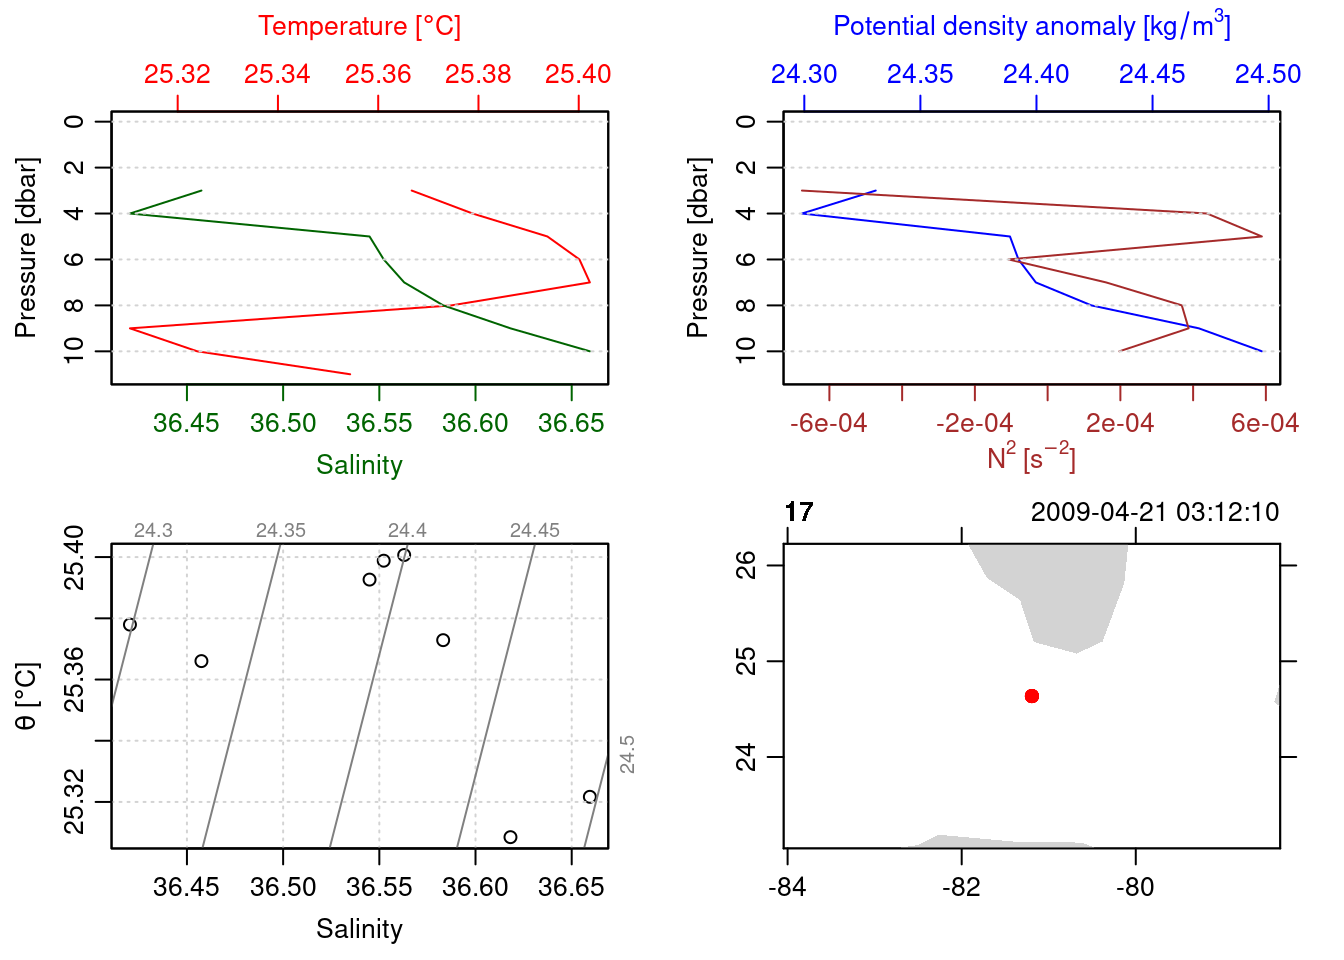 Temperature [°C]
25.32 25.34 25.36 25.38 25.40
0
2
4
6
8
10
Pressure [dbar]
36.45 36.50 36.55 36.60 36.65
Salinity
Potential density anomaly [kg/m³]
24.30 24.35 24.40 24.45 24.50
0
2
4
6
8
10
Pressure [dbar]
-6e-04 -2e-04 2e-04 6e-04
N² [s⁻²]
24.3 24.35 24.4 24.45
24.5
25.40
25.36
25.32
θ [°C]
36.45 36.50 36.55 36.60 36.65
Salinity
17 2009-04-21 03:12:10
26
25
24
-84 -82 -80